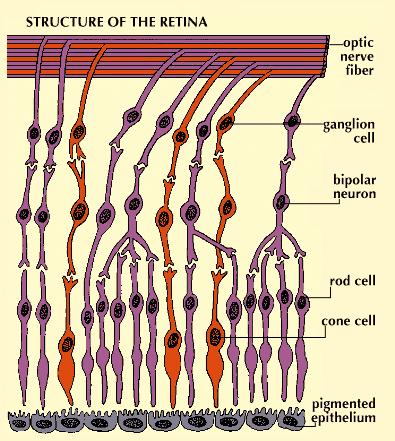 STRUCTURE OF THE RETINA
optic
nerve
fiber
ganglion
cell
bipolar
neuron
rod cell
cone cell
pigmented
epithelium